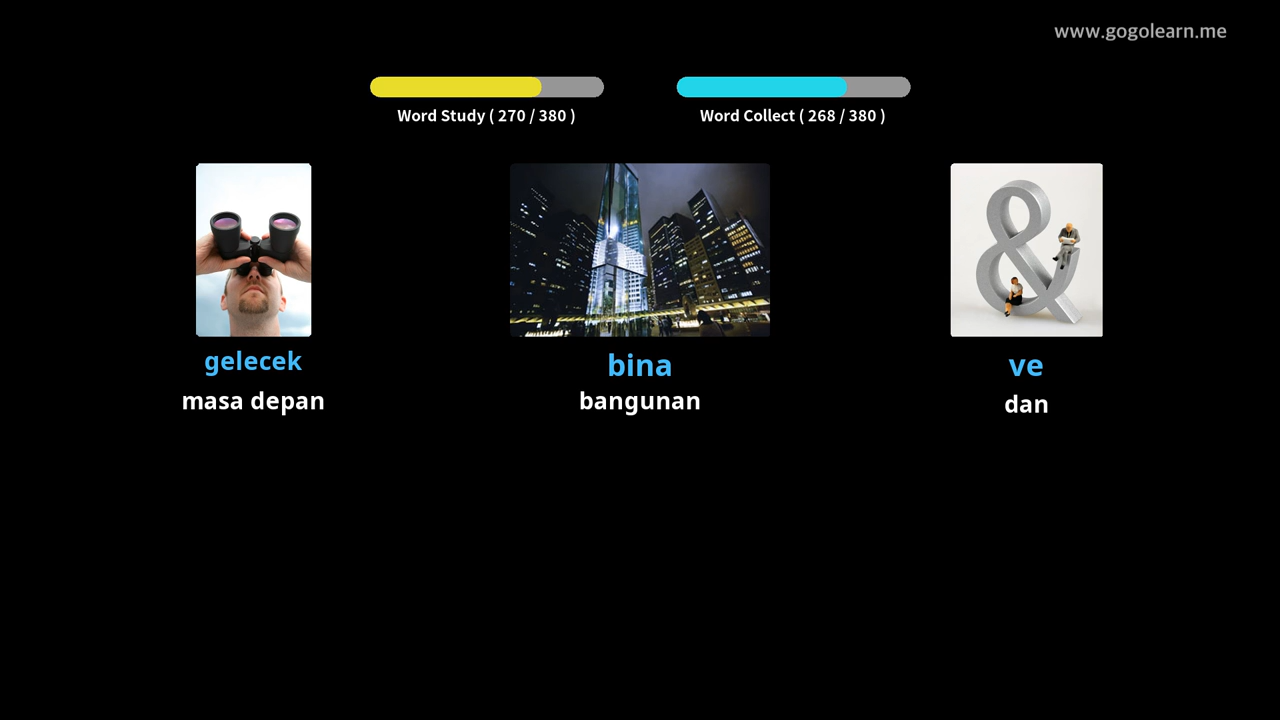 www.gogolearn.me
Word Study ( 270 / 380 )
Word Collect ( 268 / 380 )
gelecek
masa depan
bina
bangunan
ve
dan